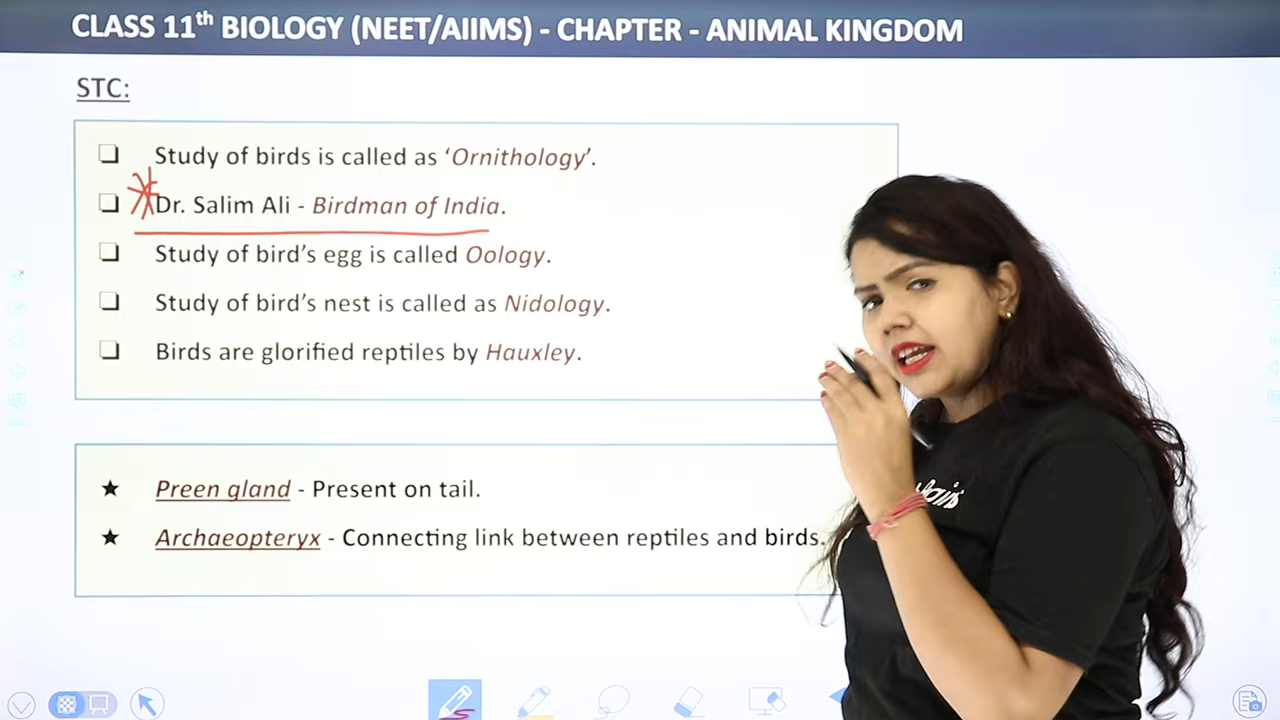 CLASS 11th BIOLOGY (NEET/AIIMS) - CHAPTER - ANIMAL KINGDOM
STC:
Study of birds is called as ‘Ornithology’.
Dr. Salim Ali - Birdman of India.
Study of bird’s egg is called Oology.
Study of bird’s nest is called as Nidology.
Birds are glorified reptiles by Hauxley.
Preen gland - Present on tail.
Archaeopteryx - Connecting link between reptiles and birds.